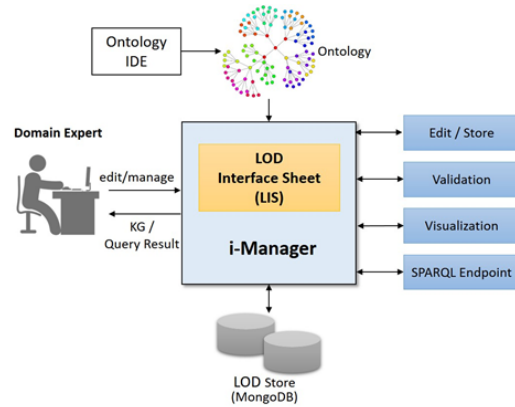 Ontology
IDE
Ontology
Domain Expert
edit/manage
KG /
Query Result
LOD
Interface Sheet
(LIS)
i-Manager
Edit / Store
Validation
Visualization
SPARQL Endpoint
LOD Store
(MongoDB)